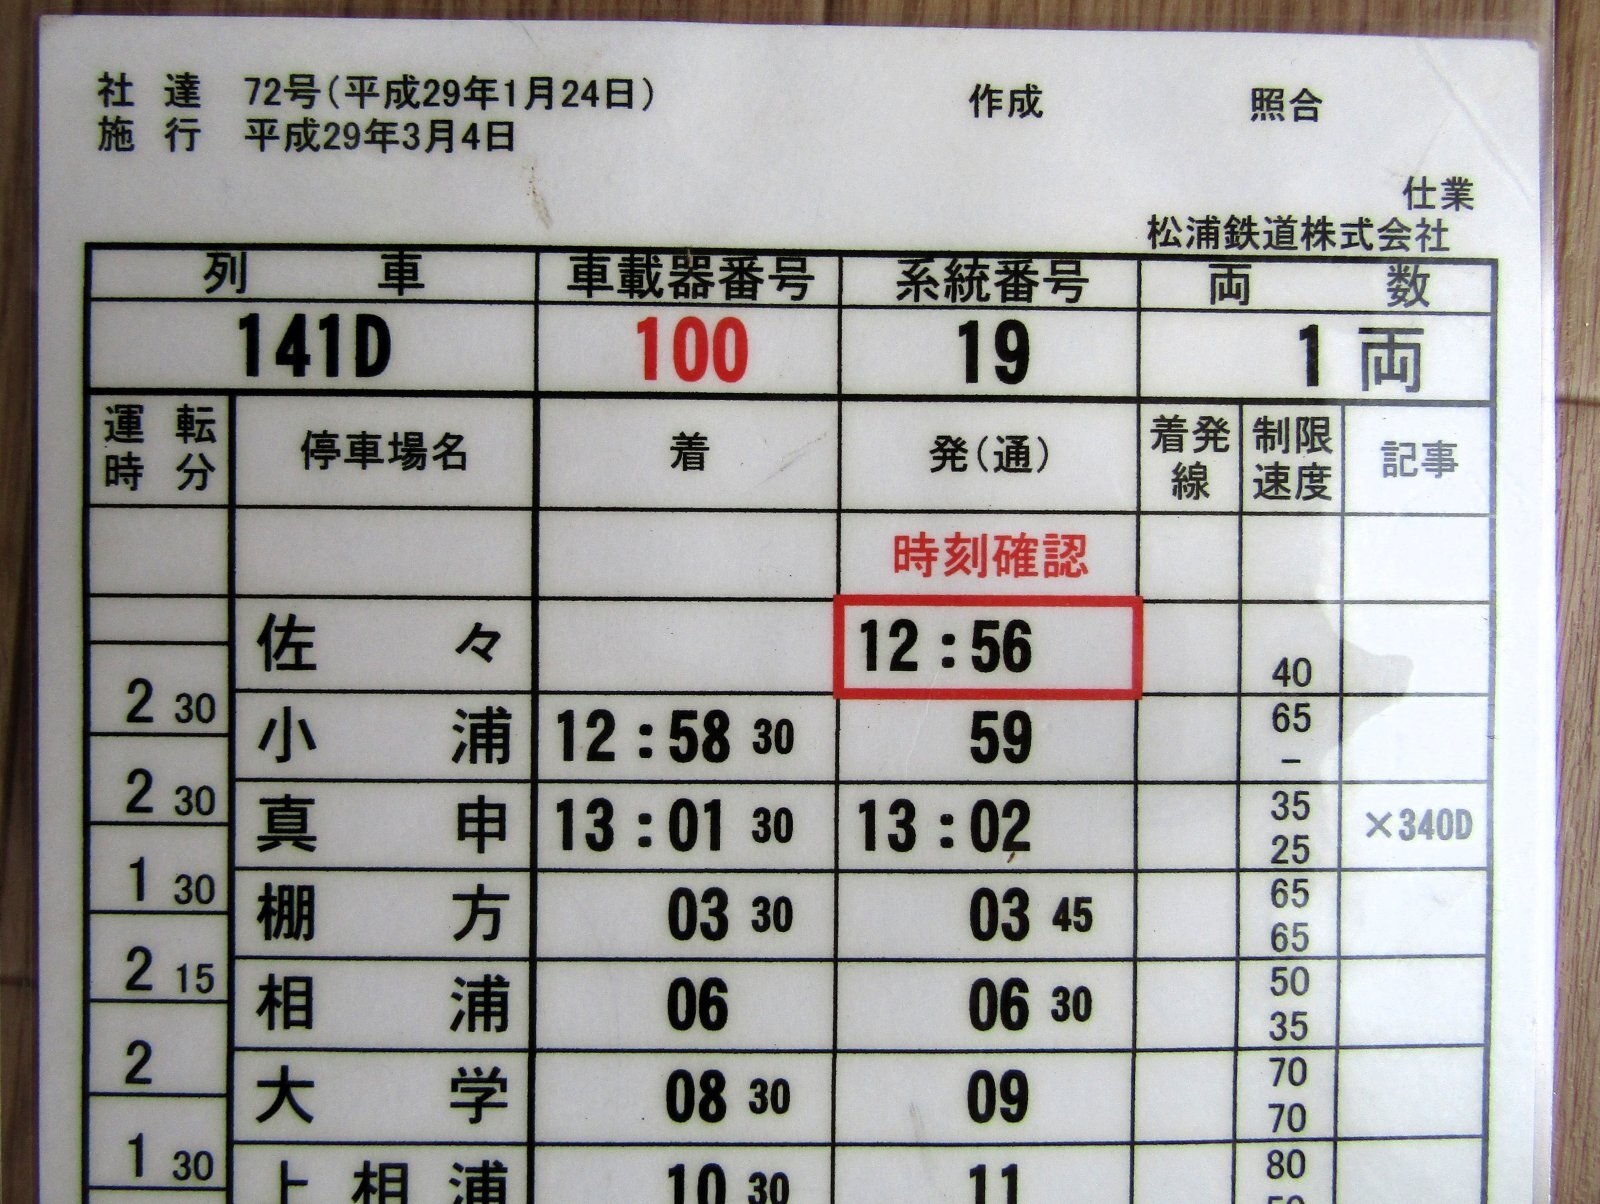 社 達 72号(平成29年1月24日) 作成 照合
施 行 平成29年3月4日
仕業
松浦鉄道株式会社
列 車 車載器番号 系統番号 両 数
141D 100 19 1 両
運 転 時 分 停車場名 着 発(通) 着発線 制限速度 記事
時刻確認
佐 々 12:56 40
2 30
小 浦 12:58 30 59 65 -
2 30
真 申 13:01 30 13:02 35 25 ×340D
1 30
棚 方 03 30 03 45 65 65
2 15
相 浦 06 06 30 50 35
2
大 学 08 30 09 70 70
1 30
上 相 浦 10 30 11 80